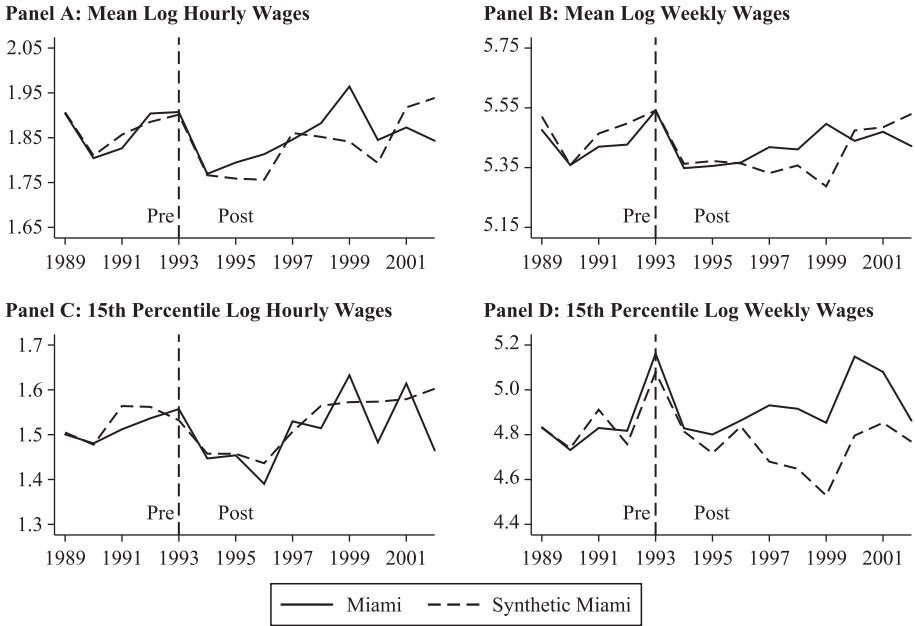 Panel A: Mean Log Hourly Wages
2.05
1.95
1.85
1.75
1.65
Pre Post
1989 1991 1993 1995 1997 1999 2001
Panel B: Mean Log Weekly Wages
5.75
5.55
5.35
5.15
Pre Post
1989 1991 1993 1995 1997 1999 2001
Panel C: 15th Percentile Log Hourly Wages
1.7
1.6
1.5
1.4
1.3
Pre Post
1989 1991 1993 1995 1997 1999 2001
Panel D: 15th Percentile Log Weekly Wages
5.2
5.0
4.8
4.6
4.4
Pre Post
1989 1991 1993 1995 1997 1999 2001
Miami Synthetic Miami